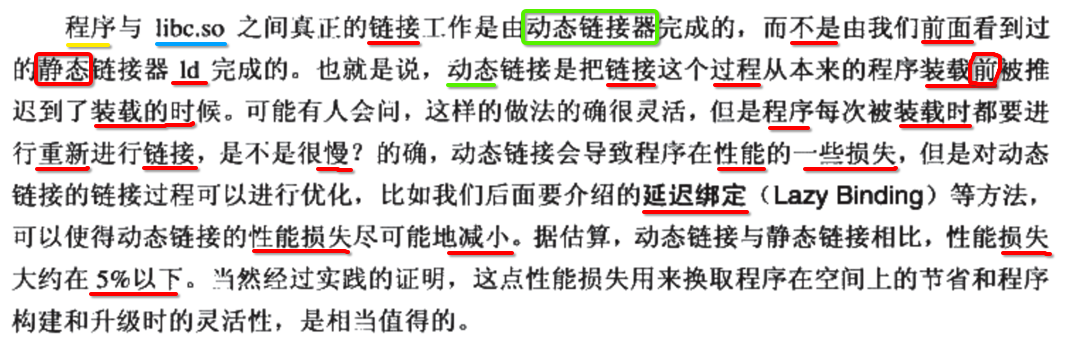 程序与 libc.so 之间真正的链接工作是由动态链接器完成的，而不是由我们前面看到过
的静态链接器 ld 完成的。也就是说，动态链接是把链接这个过程从本来的程序装载前被推
迟到了装载的时候。可能有人会问，这样的做法的确很灵活，但是程序每次被装载时都要进
行重新进行链接，是不是很慢？的确，动态链接会导致程序在性能的一些损失，但是对动态
链接的链接过程可以进行优化，比如我们后面要介绍的延迟绑定（Lazy Binding）等方法，
可以使得动态链接的性能损失尽可能地减小。据估算，动态链接与静态链接相比，性能损失
大约在 5%以下。当然经过实践的证明，这点性能损失用来换取程序在空间上的节省和程序
构建和升级时的灵活性，是相当值得的。